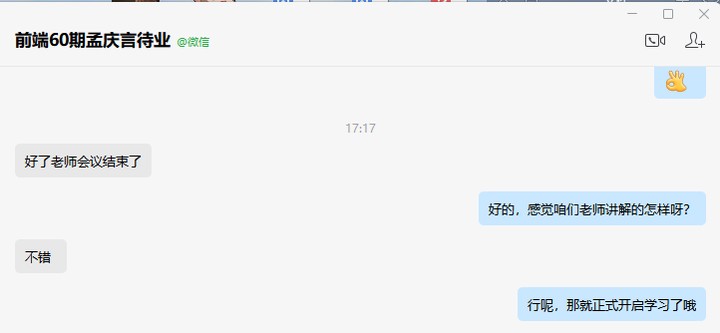 前端60期孟庆言待业 @微信
17:17
好了老师会议结束了
好的，感觉咱们老师讲解的怎样呀？
不错
行呢，那就正式开启学习了哦